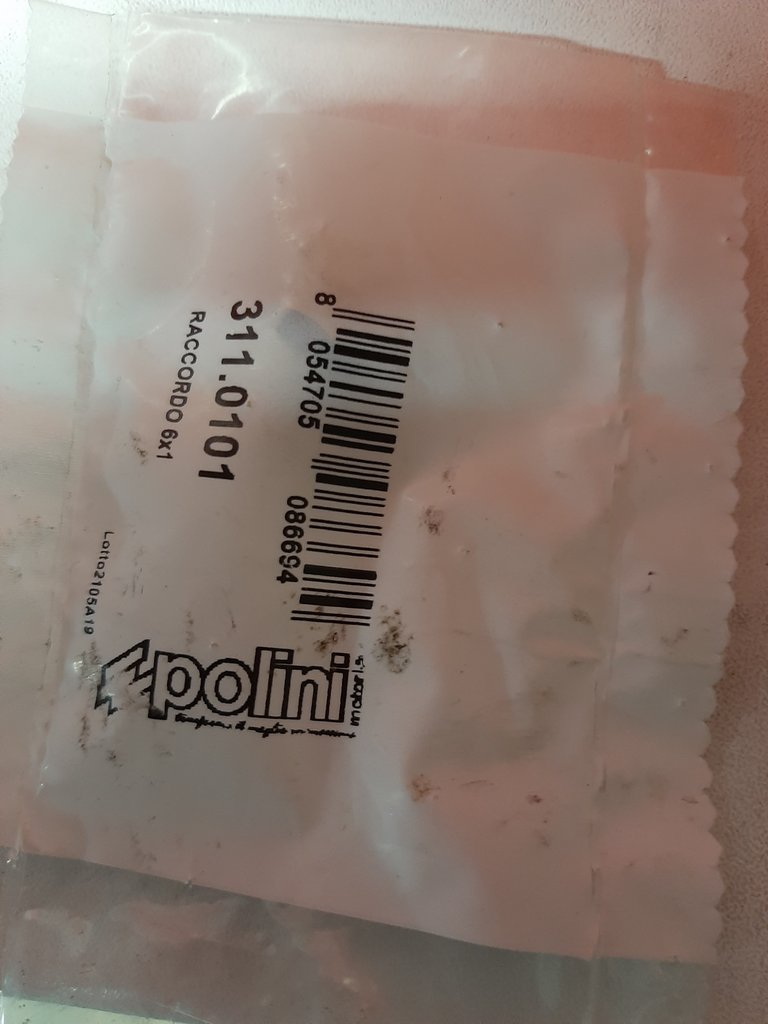 8 054705 086694
311.0101
RACCORDO 6x1
Lotto2105A19
polini